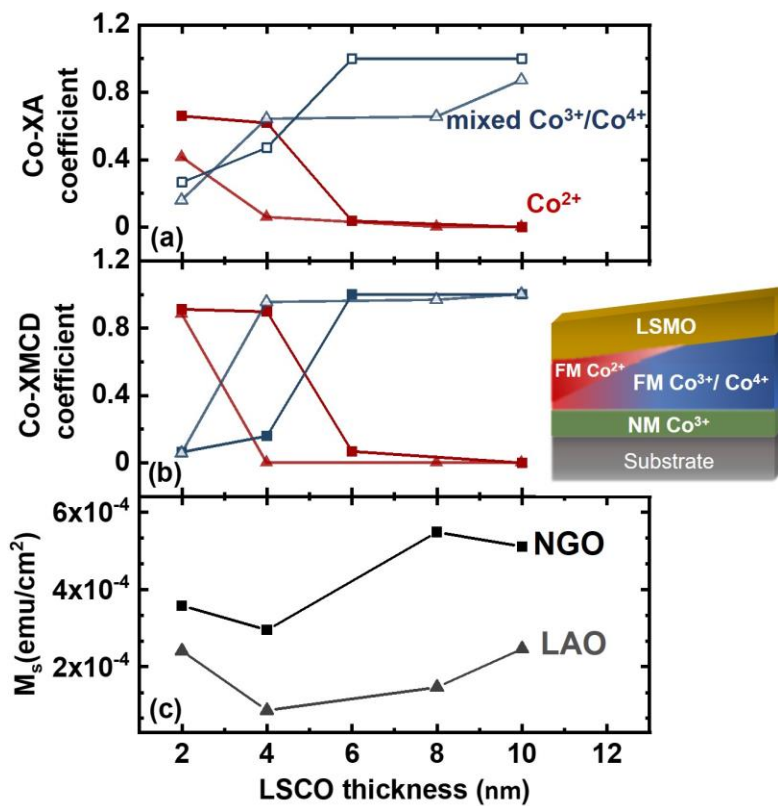 1.2
0.8
0.4
0
Co-XA
coefficient
mixed Co³⁺/Co⁴⁺
Co²⁺
(a)
1.2
0.8
0.4
0
Co-XMCD
coefficient
(b)
LSMO
FM Co²⁺
FM Co³⁺/ Co⁴⁺
NM Co³⁺
Substrate
6x10⁻⁴
4x10⁻⁴
2x10⁻⁴
Mₛ(emu/cm²)
NGO
LAO
(c)
2 4 6 8 10 12
LSCO thickness (nm)